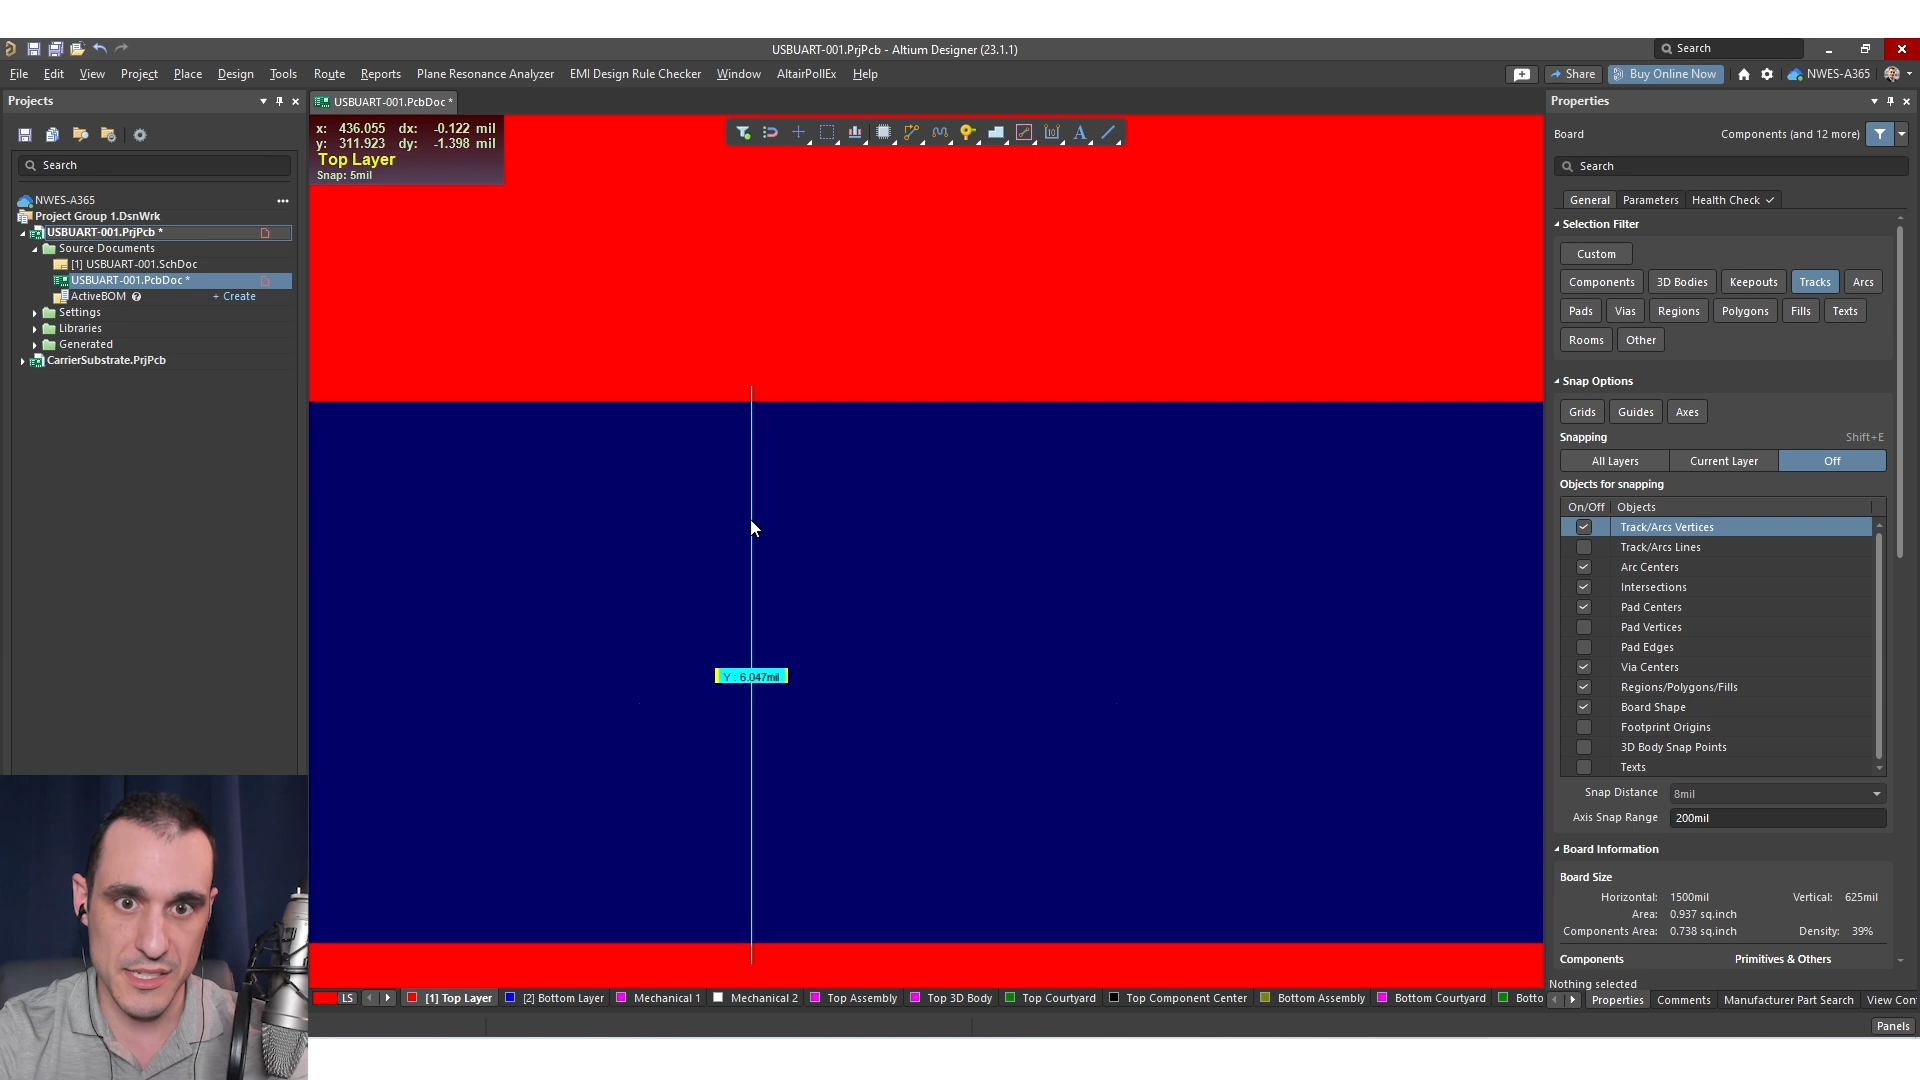 USBUART-001.PrjPcb - Altium Designer (23.1.1)
Search
File Edit View Project Place Design Tools Route Reports Plane Resonance Analyzer EMI Design Rule Checker Window AltairPollEx Help
Share Buy Online Now NWES-A365
Projects
USBUART-001.PcbDoc *
Properties
x: 436.055 dx: -0.122 mil
y: 311.923 dy: -1.398 mil
Top Layer
Snap: 5mil
Search
NWES-A365
Project Group 1.DsnWrk
USBUART-001.PrjPcb *
Source Documents
[1] USBUART-001.SchDoc
USBUART-001.PcbDoc *
ActiveBOM + Create
Settings
Libraries
Generated
CarrierSubstrate.PrjPcb
Y : 6.047mil
Board Components (and 12 more)
Search
General Parameters Health Check
Selection Filter
Custom
Components 3D Bodies Keepouts Tracks Arcs
Pads Vias Regions Polygons Fills Texts
Rooms Other
Snap Options
Grids Guides Axes
Snapping Shift+E
All Layers Current Layer Off
Objects for snapping
On/Off Objects
Track/Arcs Vertices
Track/Arcs Lines
Arc Centers
Intersections
Pad Centers
Pad Vertices
Pad Edges
Via Centers
Regions/Polygons/Fills
Board Shape
Footprint Origins
3D Body Snap Points
Texts
Snap Distance 8mil
Axis Snap Range 200mil
Board Information
Board Size
Horizontal: 1500mil Vertical: 625mil
Area: 0.937 sq.inch
Components Area: 0.738 sq.inch Density: 39%
Components Primitives & Others
Nothing selected
LS [1] Top Layer [2] Bottom Layer Mechanical 1 Mechanical 2 Top Assembly Top 3D Body Top Courtyard Top Component Center Bottom Assembly Bottom Courtyard Botto
Properties Comments Manufacturer Part Search View Con
Panels